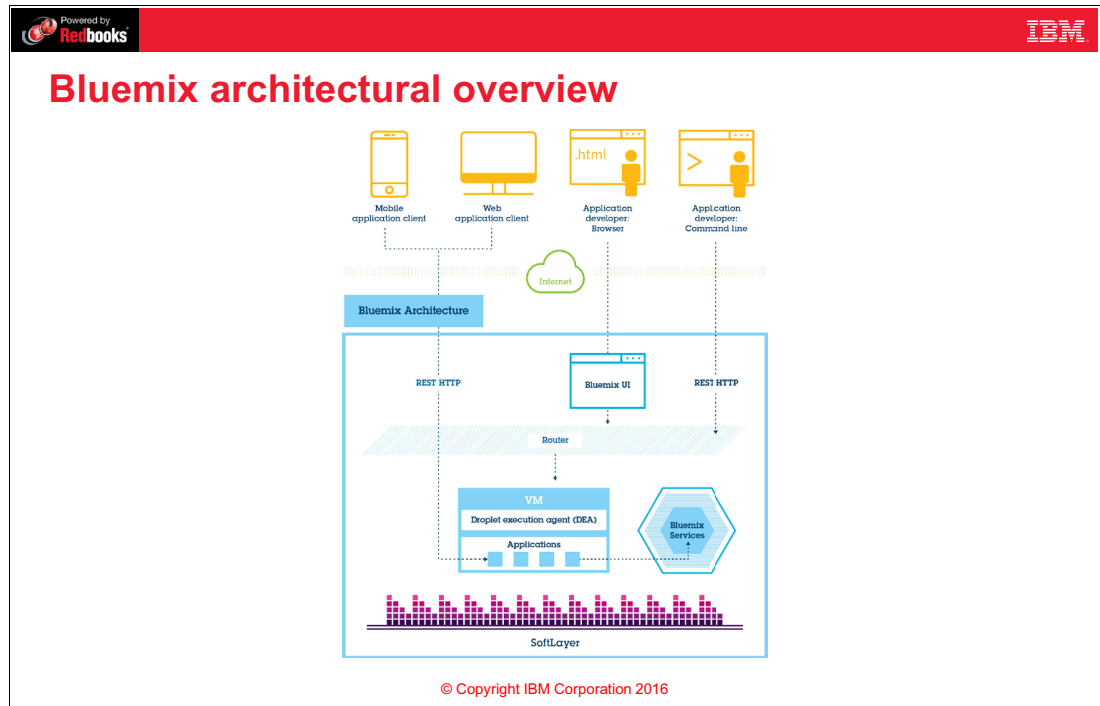 Powered by
Redbooks
IBM
Bluemix architectural overview
.html
>
Mobile
application client
Web
application client
Application
developer:
Browser
Application
developer:
Command line
Internet
Bluemix Architecture
REST HTTP
Bluemix UI
REST HTTP
Router
VM
Droplet execution agent (DEA)
Applications
Bluemix
Services
SoftLayer
© Copyright IBM Corporation 2016